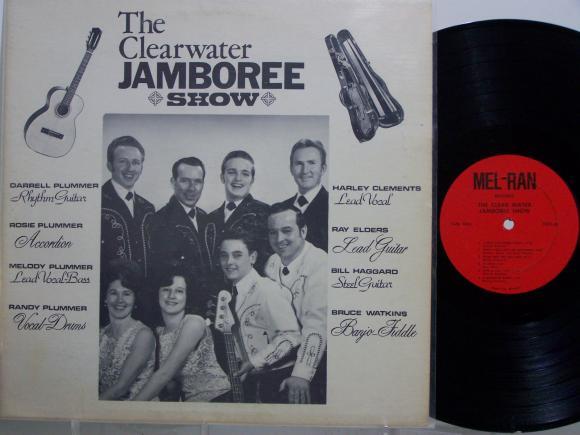 The
Clearwater
JAMBOREE
SHOW
DARRELL PLUMMER
Rhythm Guitar
ROSIE PLUMMER
Accordion
MELODY PLUMMER
Lead Vocal-Bass
RANDY PLUMMER
Vocal-Drums
HARLEY CLEMENTS
Lead Vocal
RAY ELDERS
Lead Guitar
BILL HAGGARD
Steel Guitar
BRUCE WATKINS
Banjo-Fiddle
MEL-RAN
RECORDS
THE CLEAR WATER
JAMBOREE SHOW